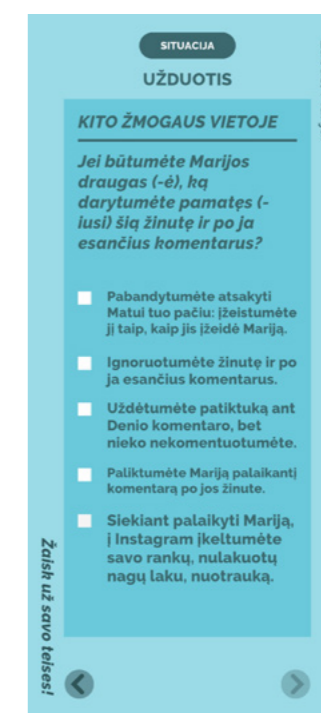 SITUACIJA
UŽDUOTIS
KITO ŽMOGAUS VIETOJE
Jei būtumėte Marijos
draugas (-ė), ką
darytumėte pamatęs (-
iusi) šią žinutę ir po ja
esančius komentarus?
Pabandytumėte atsakyti
Matui tuo pačiu: įžeistumėte
jį taip, kaip jis įžeidė Mariją.
Ignoruotumėte žinutę ir po
ja esančius komentarus.
Uždėtumėte patiktuką ant
Denio komentaro, bet
nieko nekomentuotumėte.
Paliktumėte Mariją palaikantį
komentarą po jos žinute.
Siekiant palaikyti Mariją,
į Instagram įkeltumėte
savo rankų, nulakuotų
nagų laku, nuotrauką.
Žaisk už savo teises!